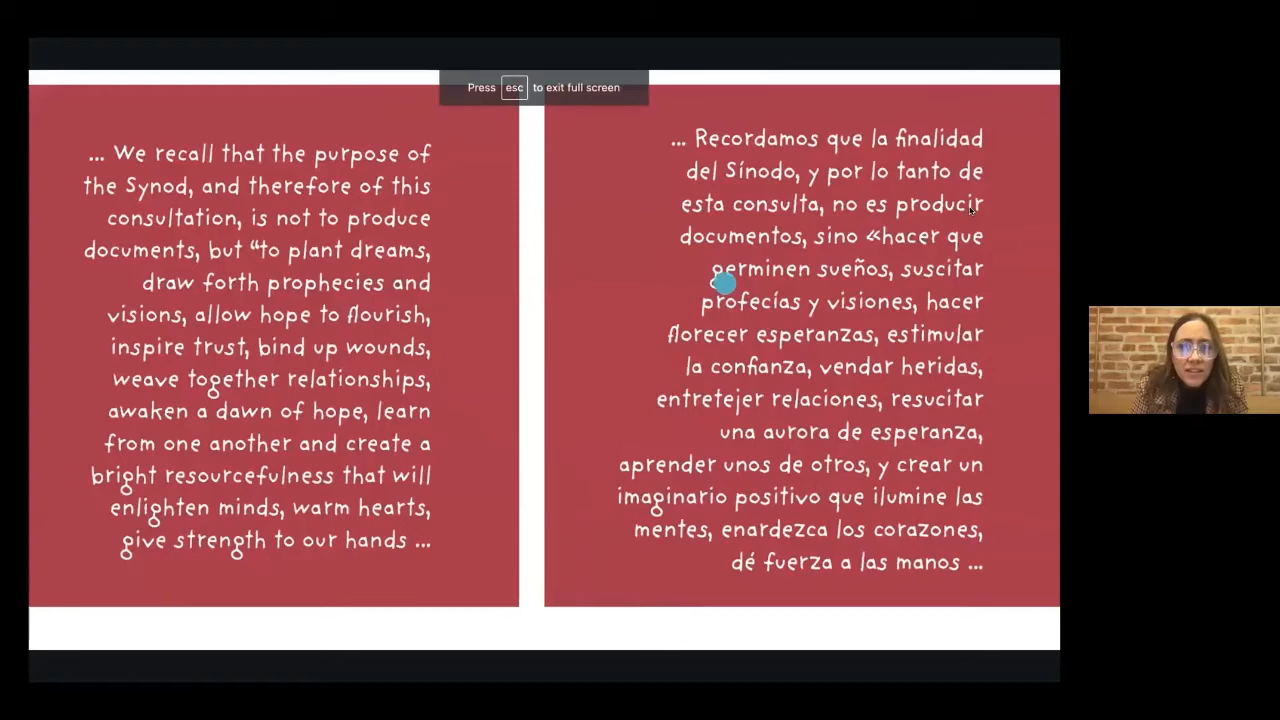 Press esc to exit full screen
... We recall that the purpose of
the Synod, and therefore of this
consultation, is not to produce
documents, but “to plant dreams,
draw forth prophecies and
visions, allow hope to flourish,
inspire trust, bind up wounds,
weave together relationships,
awaken a dawn of hope, learn
from one another and create a
bright resourcefulness that will
enlighten minds, warm hearts,
give strength to our hands ...
... Recordamos que la finalidad
del Sínodo, y por lo tanto de
esta consulta, no es producir
documentos, sino «hacer que
germinen sueños, suscitar
profecías y visiones, hacer
florecer esperanzas, estimular
la confianza, vendar heridas,
entretejer relaciones, resucitar
una aurora de esperanza,
aprender unos de otros, y crear un
imaginario positivo que ilumine las
mentes, enardezca los corazones,
dé fuerza a las manos ...